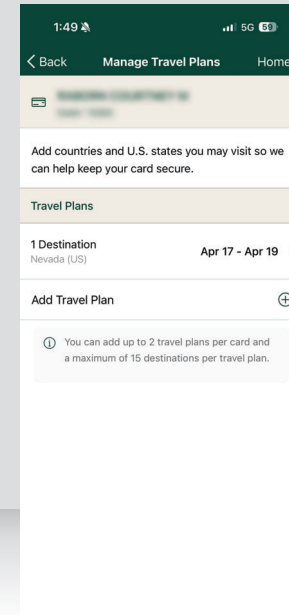 1:49
5G 59
Back Manage Travel Plans Home
Add countries and U.S. states you may visit so we
can help keep your card secure.
Travel Plans
1 Destination
Nevada (US)
Apr 17 - Apr 19
Add Travel Plan
You can add up to 2 travel plans per card and
a maximum of 15 destinations per travel plan.